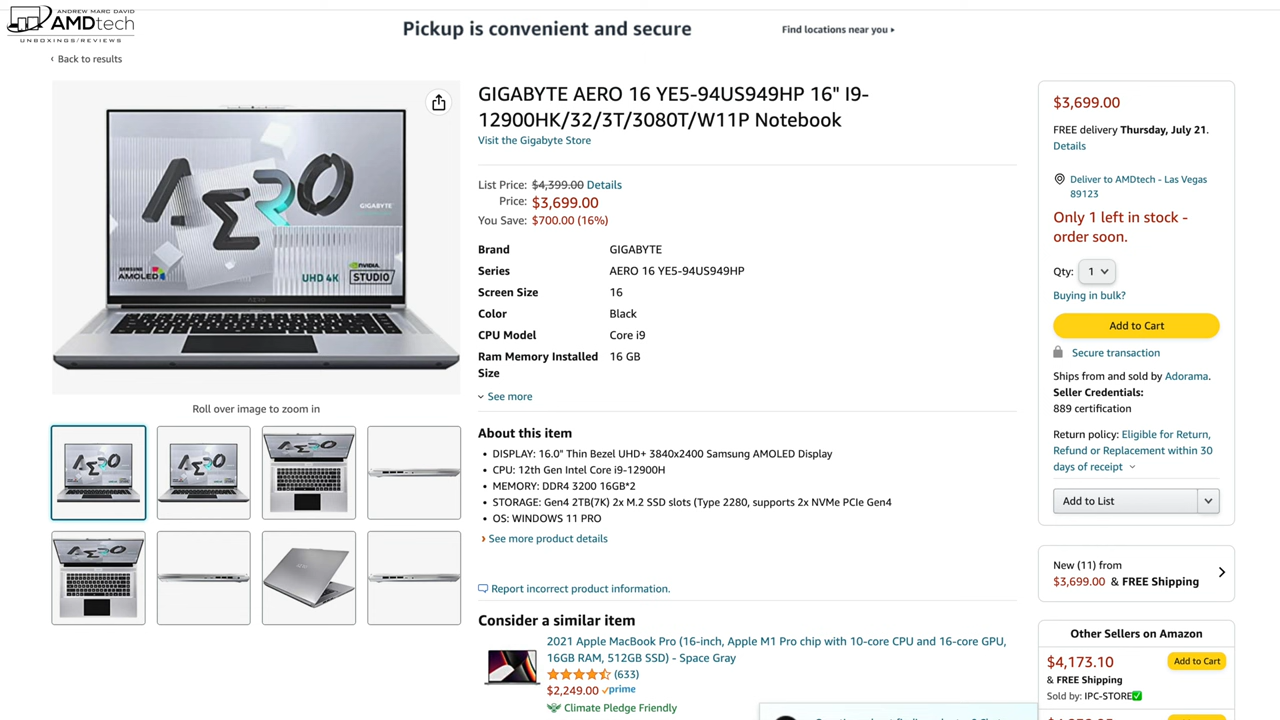 ANDREW MARC DAVID
AMDtech
UNBOXINGS/REVIEWS
Pickup is convenient and secure
Find locations near you ▸
‹ Back to results
AERO
GIGABYTE
SAMSUNG
AMOLED
UHD 4K
NVIDIA
STUDIO
AERO
Roll over image to zoom in
GIGABYTE AERO 16 YE5-94US949HP 16" I9-
12900HK/32/3T/3080T/W11P Notebook
Visit the Gigabyte Store
List Price: $4,399.00 Details
Price: $3,699.00
You Save: $700.00 (16%)
Brand GIGABYTE
Series AERO 16 YE5-94US949HP
Screen Size 16
Color Black
CPU Model Core i9
Ram Memory Installed 16 GB
Size
See more
About this item
• DISPLAY: 16.0" Thin Bezel UHD+ 3840x2400 Samsung AMOLED Display
• CPU: 12th Gen Intel Core i9-12900H
• MEMORY: DDR4 3200 16GB*2
• STORAGE: Gen4 2TB(7K) 2x M.2 SSD slots (Type 2280, supports 2x NVMe PCIe Gen4
• OS: WINDOWS 11 PRO
› See more product details
Report incorrect product information.
Consider a similar item
2021 Apple MacBook Pro (16-inch, Apple M1 Pro chip with 10-core CPU and 16-core GPU,
16GB RAM, 512GB SSD) - Space Gray
(633)
$2,249.00 prime
Climate Pledge Friendly
$3,699.00
FREE delivery Thursday, July 21.
Details
Deliver to AMDtech - Las Vegas
89123
Only 1 left in stock -
order soon.
Qty: 1
Buying in bulk?
Add to Cart
Secure transaction
Ships from and sold by Adorama.
Seller Credentials:
889 certification
Return policy: Eligible for Return,
Refund or Replacement within 30
days of receipt
Add to List
New (11) from
$3,699.00 & FREE Shipping
Other Sellers on Amazon
$4,173.10 Add to Cart
& FREE Shipping
Sold by: IPC-STORE✅